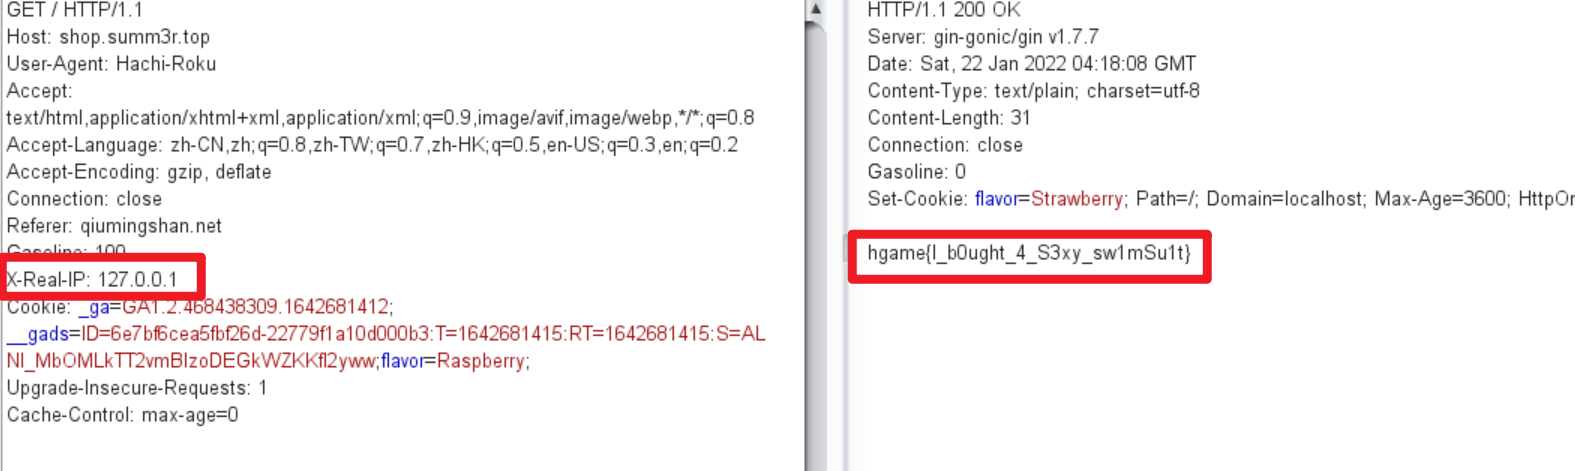 GET / HTTP/1.1
Host: shop.summ3r.top
User-Agent: Hachi-Roku
Accept:
text/html,application/xhtml+xml,application/xml;q=0.9,image/avif,image/webp,*/*;q=0.8
Accept-Language: zh-CN,zh;q=0.8,zh-TW;q=0.7,zh-HK;q=0.5,en-US;q=0.3,en;q=0.2
Accept-Encoding: gzip, deflate
Connection: close
Referer: qiumingshan.net
Gasoline: 100
X-Real-IP: 127.0.0.1
Cookie: _ga=GA1.2.468438309.1642681412;
__gads=ID=6e7bf6cea5fbf26d-22779f1a10d000b3:T=1642681415:RT=1642681415:S=AL
NI_MbOMLkTT2vmBIzoDEGkWZKKfl2yww;flavor=Raspberry;
Upgrade-Insecure-Requests: 1
Cache-Control: max-age=0
HTTP/1.1 200 OK
Server: gin-gonic/gin v1.7.7
Date: Sat, 22 Jan 2022 04:18:08 GMT
Content-Type: text/plain; charset=utf-8
Content-Length: 31
Connection: close
Gasoline: 0
Set-Cookie: flavor=Strawberry; Path=/; Domain=localhost; Max-Age=3600; HttpOn
hgame{I_b0ught_4_S3xy_sw1mSu1t}